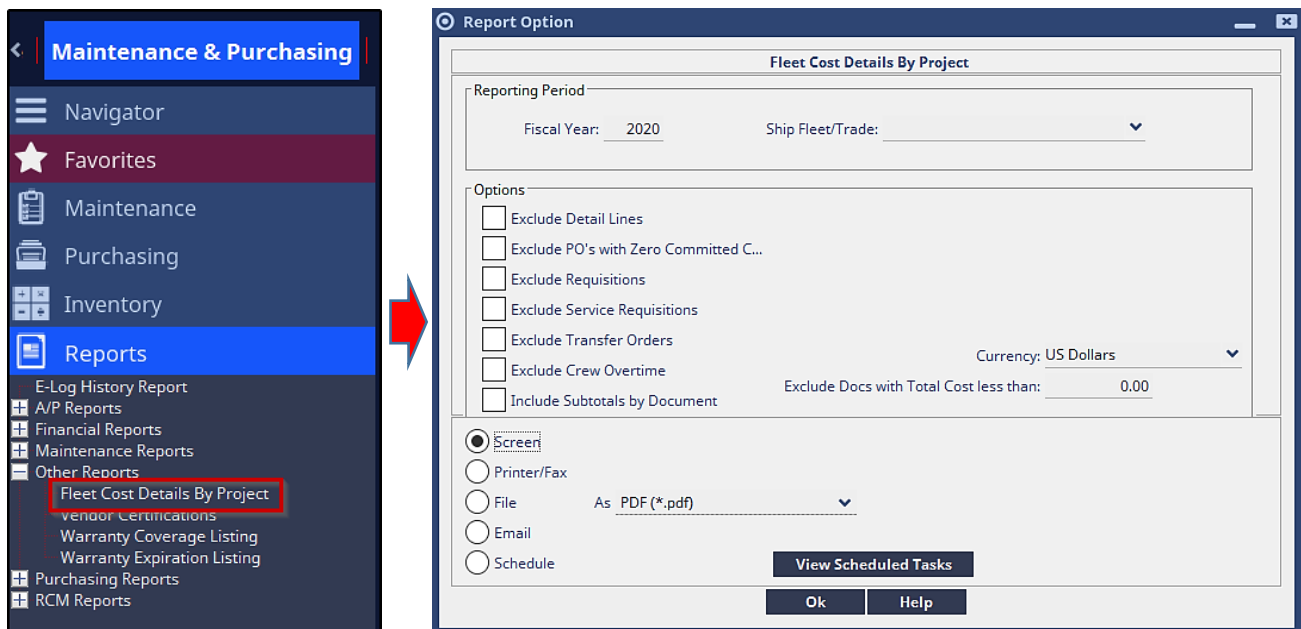 Maintenance & Purchasing
Navigator
Favorites
Maintenance
Purchasing
Inventory
Reports
E-Log History Report
A/P Reports
Financial Reports
Maintenance Reports
Other Reports
Fleet Cost Details By Project
Vendor Certifications
Warranty Coverage Listing
Warranty Expiration Listing
Purchasing Reports
RCM Reports
Report Option
Fleet Cost Details By Project
Reporting Period
Fiscal Year: 2020 Ship Fleet/Trade:
Options
Exclude Detail Lines
Exclude PO's with Zero Committed C...
Exclude Requisitions
Exclude Service Requisitions
Exclude Transfer Orders
Currency: US Dollars
Exclude Crew Overtime
Exclude Docs with Total Cost less than: 0.00
Include Subtotals by Document
Screen
Printer/Fax
File As PDF (*.pdf)
Email
Schedule View Scheduled Tasks
Ok Help